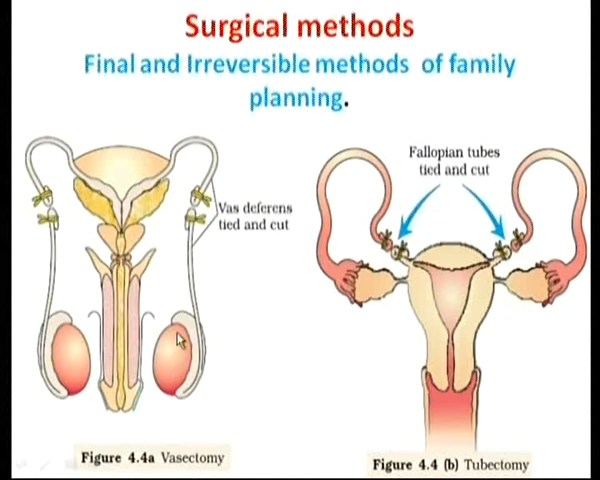 Surgical methods
Final and Irreversible methods of family
planning.
Fallopian tubes
tied and cut
Vas deferens
tied and cut
Figure 4.4a Vasectomy
Figure 4.4 (b) Tubectomy